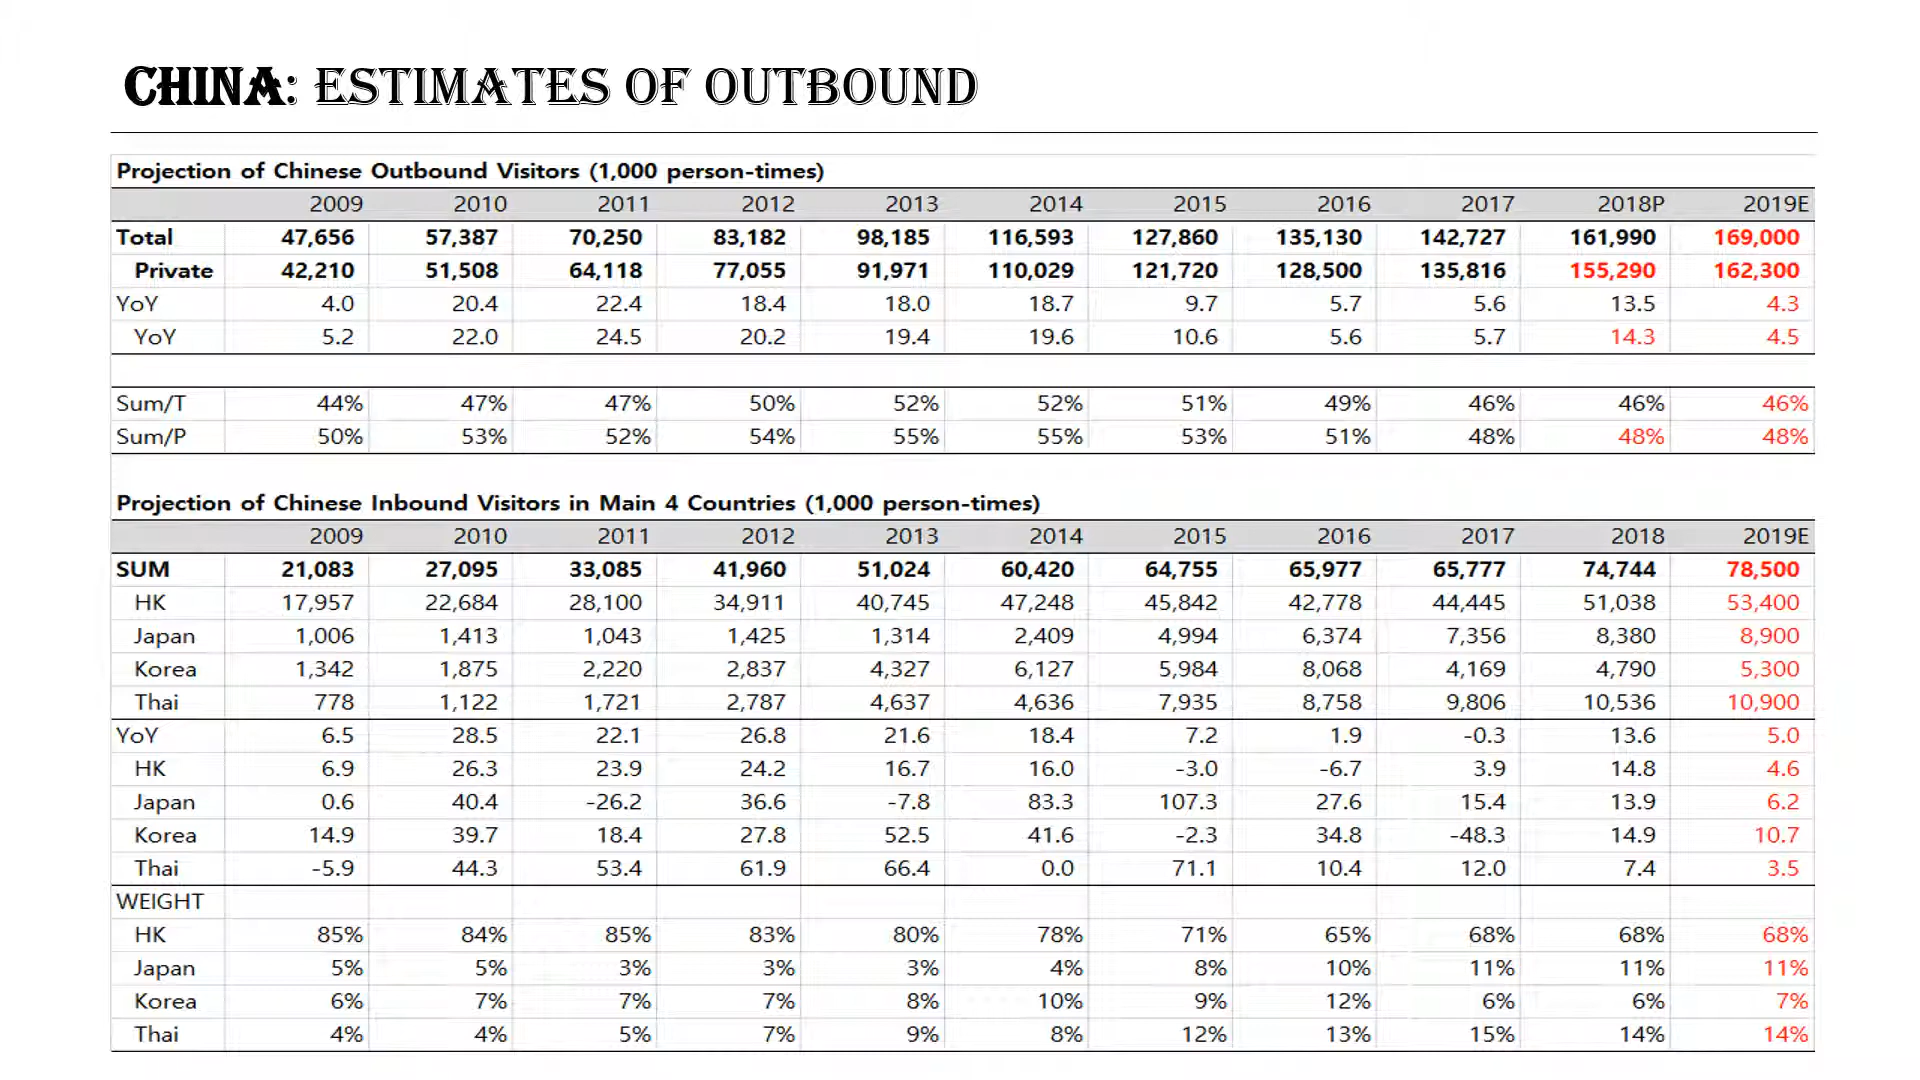 CHINA: ESTIMATES OF OUTBOUND
Projection of Chinese Outbound Visitors (1,000 person-times)
2009 2010 2011 2012 2013 2014 2015 2016 2017 2018P 2019E
Total 47,656 57,387 70,250 83,182 98,185 116,593 127,860 135,130 142,727 161,990 169,000
Private 42,210 51,508 64,118 77,055 91,971 110,029 121,720 128,500 135,816 155,290 162,300
YoY 4.0 20.4 22.4 18.4 18.0 18.7 9.7 5.7 5.6 13.5 4.3
YoY 5.2 22.0 24.5 20.2 19.4 19.6 10.6 5.6 5.7 14.3 4.5
Sum/T 44% 47% 47% 50% 52% 52% 51% 49% 46% 46% 46%
Sum/P 50% 53% 52% 54% 55% 55% 53% 51% 48% 48% 48%
Projection of Chinese Inbound Visitors in Main 4 Countries (1,000 person-times)
2009 2010 2011 2012 2013 2014 2015 2016 2017 2018 2019E
SUM 21,083 27,095 33,085 41,960 51,024 60,420 64,755 65,977 65,777 74,744 78,500
HK 17,957 22,684 28,100 34,911 40,745 47,248 45,842 42,778 44,445 51,038 53,400
Japan 1,006 1,413 1,043 1,425 1,314 2,409 4,994 6,374 7,356 8,380 8,900
Korea 1,342 1,875 2,220 2,837 4,327 6,127 5,984 8,068 4,169 4,790 5,300
Thai 778 1,122 1,721 2,787 4,637 4,636 7,935 8,758 9,806 10,536 10,900
YoY 6.5 28.5 22.1 26.8 21.6 18.4 7.2 1.9 -0.3 13.6 5.0
HK 6.9 26.3 23.9 24.2 16.7 16.0 -3.0 -6.7 3.9 14.8 4.6
Japan 0.6 40.4 -26.2 36.6 -7.8 83.3 107.3 27.6 15.4 13.9 6.2
Korea 14.9 39.7 18.4 27.8 52.5 41.6 -2.3 34.8 -48.3 14.9 10.7
Thai -5.9 44.3 53.4 61.9 66.4 0.0 71.1 10.4 12.0 7.4 3.5
WEIGHT
HK 85% 84% 85% 83% 80% 78% 71% 65% 68% 68% 68%
Japan 5% 5% 3% 3% 3% 4% 8% 10% 11% 11% 11%
Korea 6% 7% 7% 7% 8% 10% 9% 12% 6% 6% 7%
Thai 4% 4% 5% 7% 9% 8% 12% 13% 15% 14% 14%